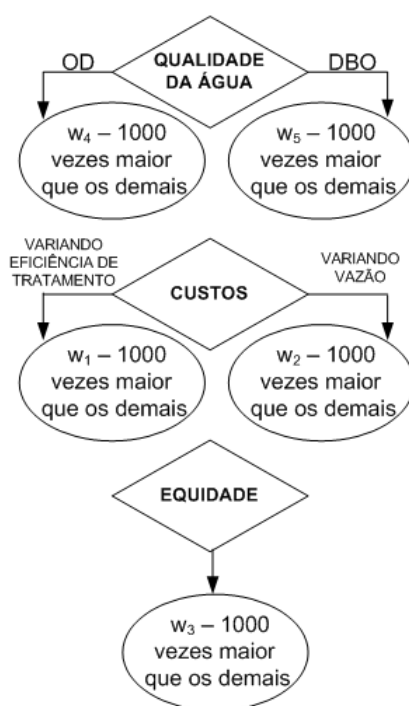 OD
QUALIDADE
DA ÁGUA
DBO
w₄ – 1000
vezes maior
que os demais
w₅ – 1000
vezes maior
que os demais
VARIANDO
EFICIÊNCIA DE
TRATAMENTO
CUSTOS
VARIANDO
VAZÃO
w₁ – 1000
vezes maior
que os demais
w₂ – 1000
vezes maior
que os demais
EQUIDADE
w₃ – 1000
vezes maior
que os demais